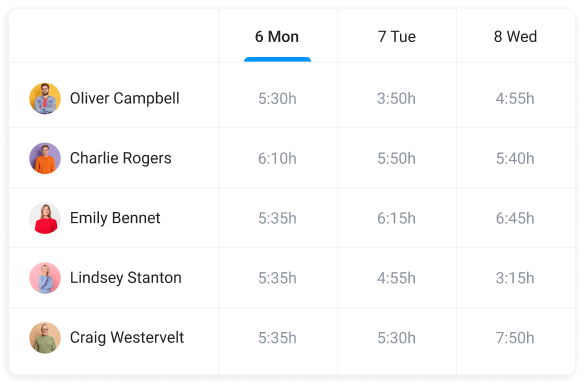 6 Mon 7 Tue 8 Wed
Oliver Campbell 5:30h 3:50h 4:55h
Charlie Rogers 6:10h 5:50h 5:40h
Emily Bennet 5:35h 6:15h 6:45h
Lindsey Stanton 5:35h 4:55h 3:15h
Craig Westervelt 5:35h 5:30h 7:50h